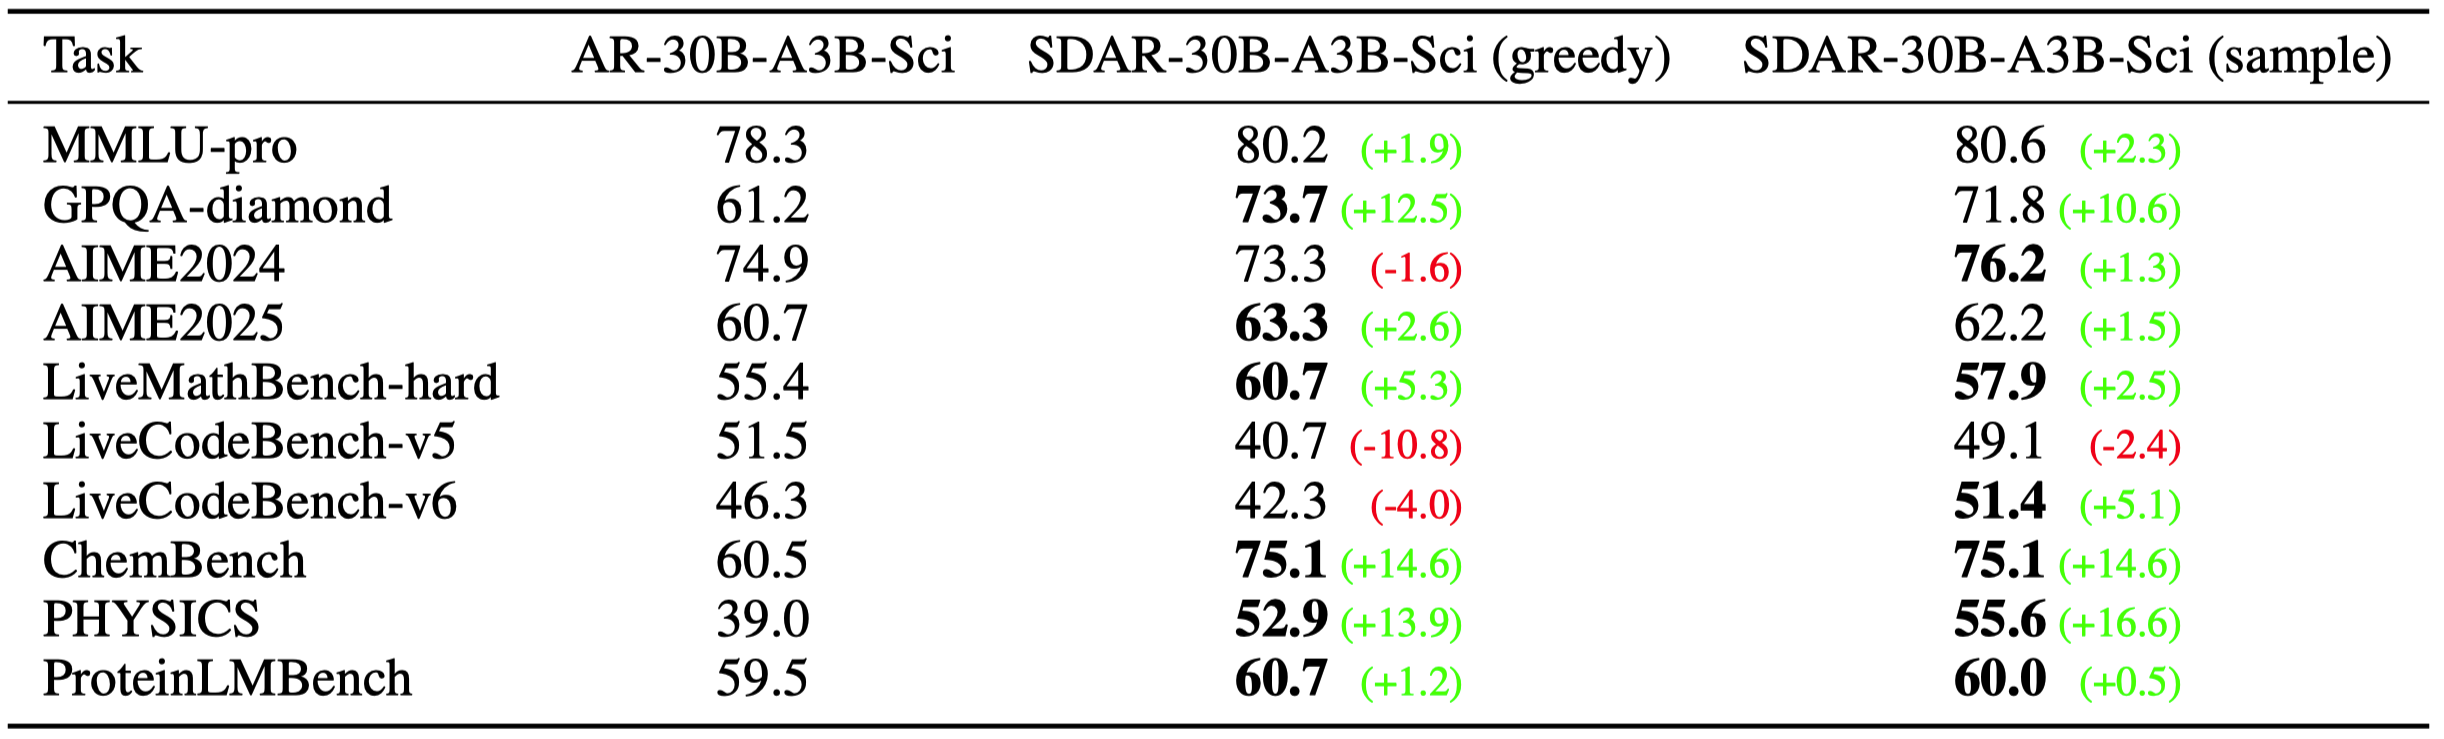 Task AR-30B-A3B-Sci SDAR-30B-A3B-Sci (greedy) SDAR-30B-A3B-Sci (sample)
MMLU-pro 78.3 80.2 (+1.9) 80.6 (+2.3)
GPQA-diamond 61.2 73.7 (+12.5) 71.8 (+10.6)
AIME2024 74.9 73.3 (-1.6) 76.2 (+1.3)
AIME2025 60.7 63.3 (+2.6) 62.2 (+1.5)
LiveMathBench-hard 55.4 60.7 (+5.3) 57.9 (+2.5)
LiveCodeBench-v5 51.5 40.7 (-10.8) 49.1 (-2.4)
LiveCodeBench-v6 46.3 42.3 (-4.0) 51.4 (+5.1)
ChemBench 60.5 75.1 (+14.6) 75.1 (+14.6)
PHYSICS 39.0 52.9 (+13.9) 55.6 (+16.6)
ProteinLMBench 59.5 60.7 (+1.2) 60.0 (+0.5)